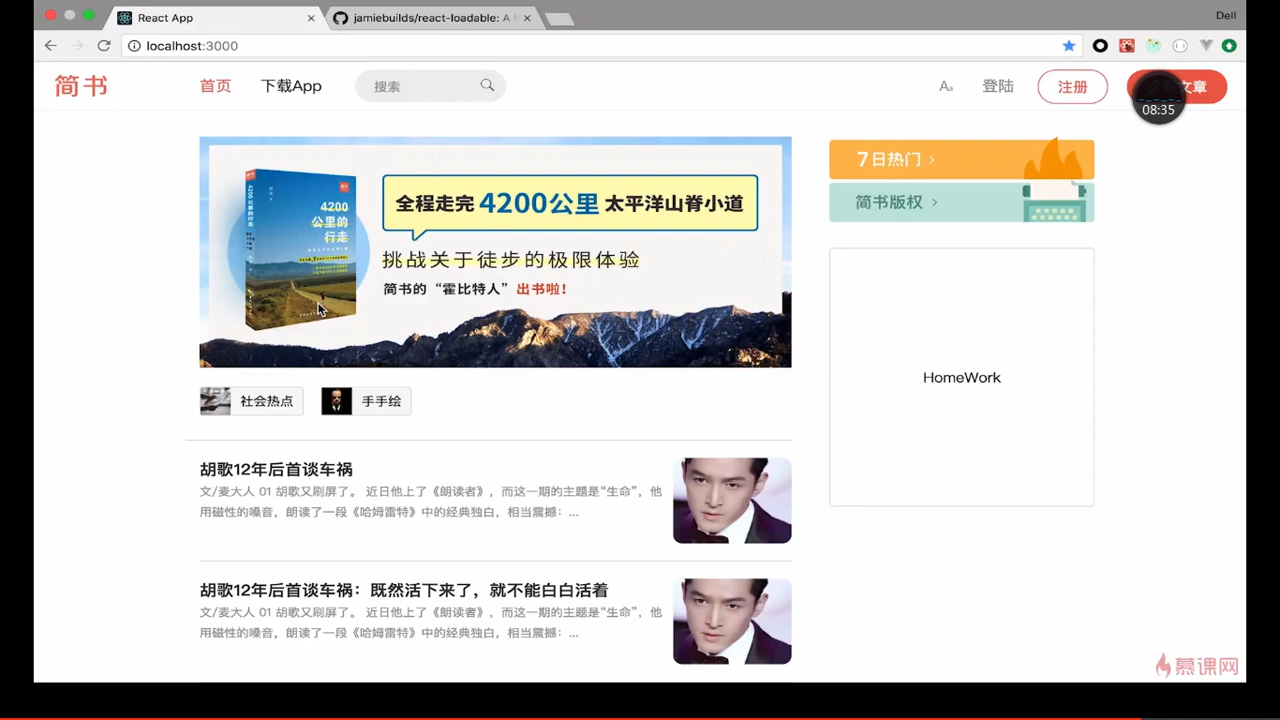 React App
jamiebuilds/react-loadable: A
Dell
localhost:3000
简书
首页
下载App
搜索
Aa
登陆
注册
文章
08:35
4200
公里的
行走
全程走完 4200公里 太平洋山脊小道
挑战关于徒步的极限体验
简书的“霍比特人”出书啦！
7日热门
简书版权
HomeWork
社会热点
手手绘
胡歌12年后首谈车祸
文/麦大人 01 胡歌又刷屏了。 近日他上了《朗读者》，而这一期的主题是“生命”，他
用磁性的嗓音，朗读了一段《哈姆雷特》中的经典独白，相当震撼：...
胡歌12年后首谈车祸：既然活下来了，就不能白白活着
文/麦大人 01 胡歌又刷屏了。 近日他上了《朗读者》，而这一期的主题是“生命”，他
用磁性的嗓音，朗读了一段《哈姆雷特》中的经典独白，相当震撼：...
慕课网